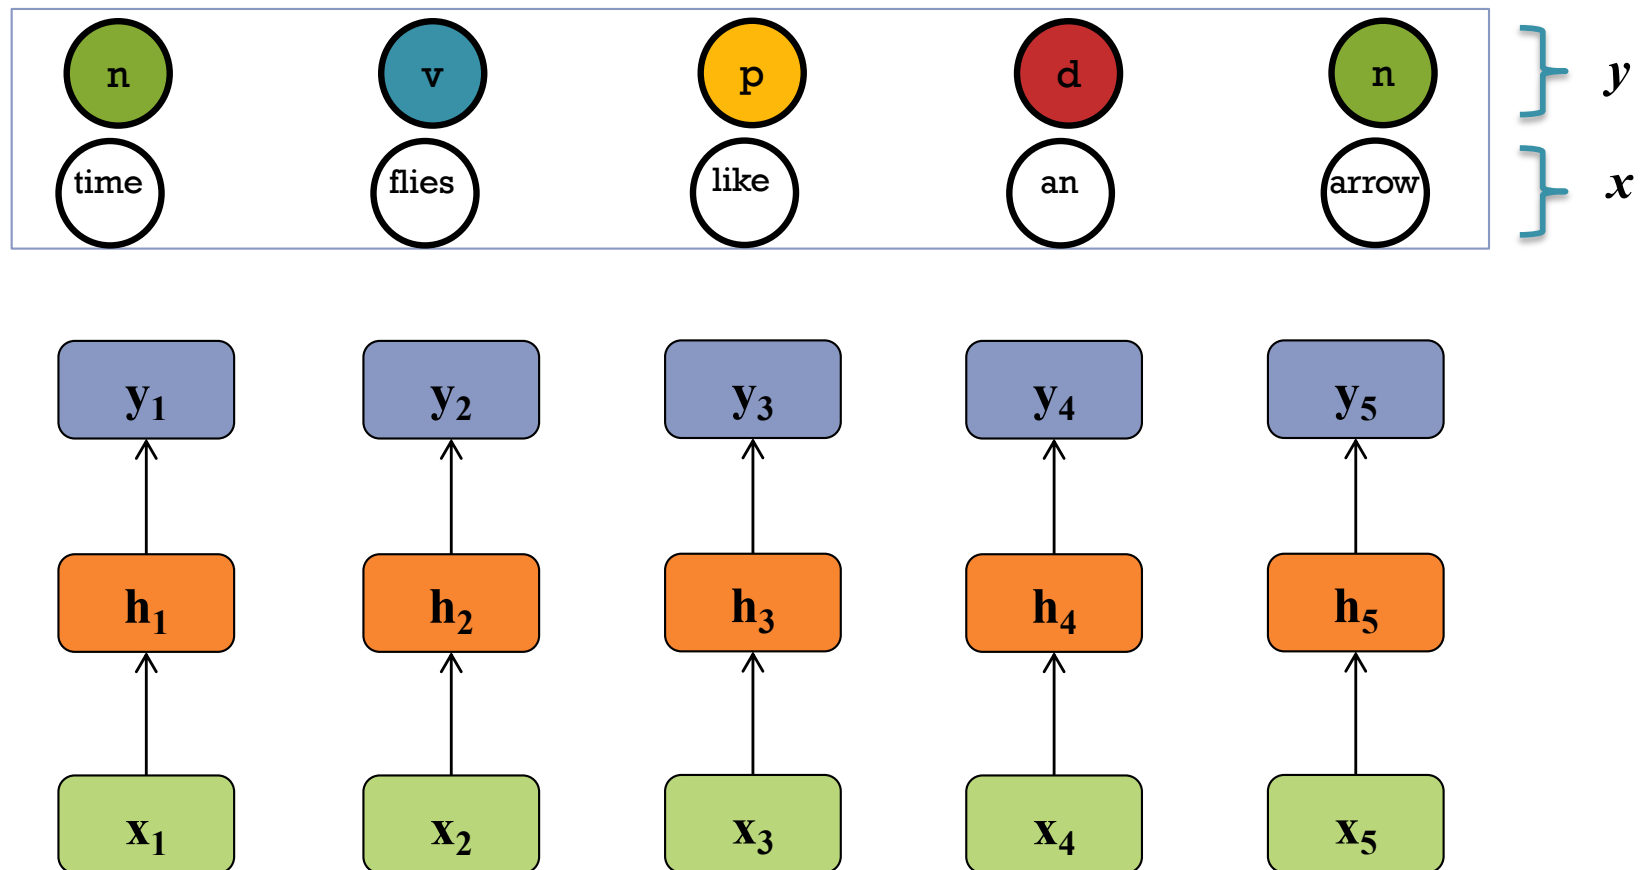 n v p d n y
time flies like an arrow x
y₁ y₂ y₃ y₄ y₅
h₁ h₂ h₃ h₄ h₅
x₁ x₂ x₃ x₄ x₅